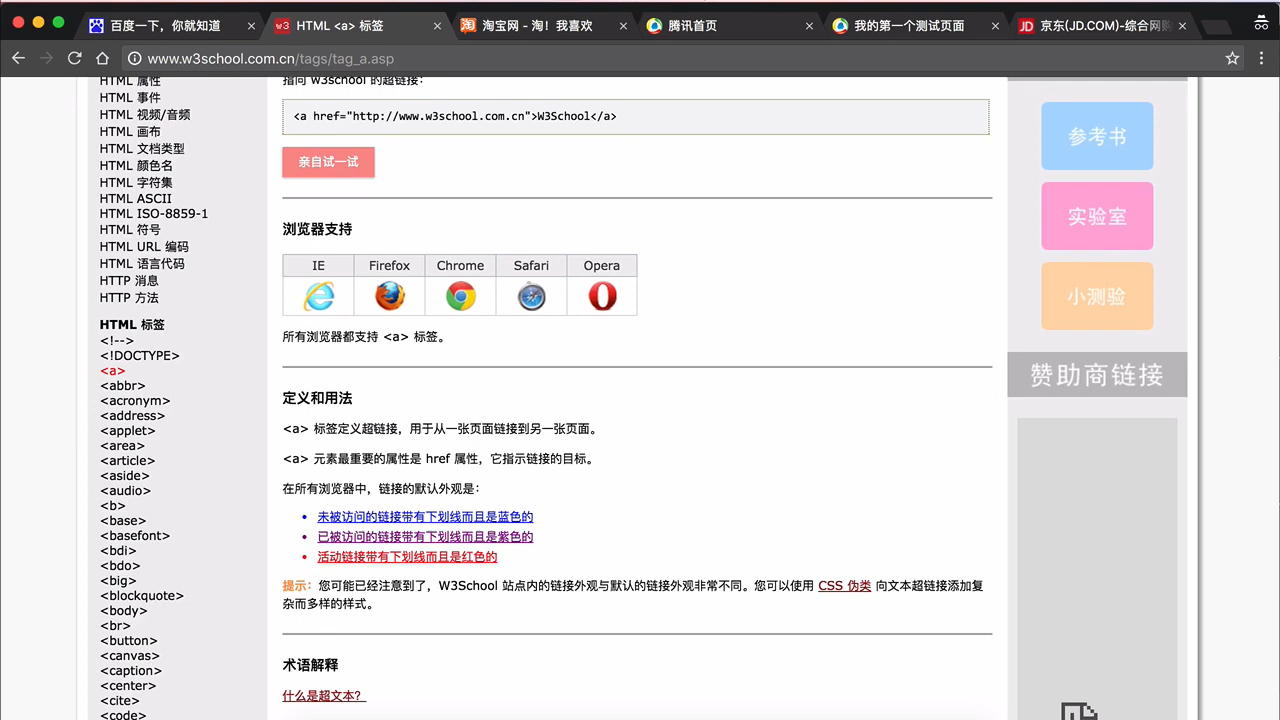 百度一下，你就知道
HTML <a> 标签
淘宝网 - 淘！我喜欢
腾讯首页
我的第一个测试页面
京东(JD.COM)-综合网购
www.w3school.com.cn/tags/tag_a.asp
HTML 属性
HTML 事件
HTML 视频/音频
HTML 画布
HTML 文档类型
HTML 颜色名
HTML 字符集
HTML ASCII
HTML ISO-8859-1
HTML 符号
HTML URL 编码
HTML 语言代码
HTTP 消息
HTTP 方法
HTML 标签
<!-->
<!DOCTYPE>
<a>
<abbr>
<acronym>
<address>
<applet>
<area>
<article>
<aside>
<audio>
<b>
<base>
<basefont>
<bdi>
<bdo>
<big>
<blockquote>
<body>
<br>
<button>
<canvas>
<caption>
<center>
<cite>
<code>
指向 w3school 的超链接：
<a href="http://www.w3school.com.cn">W3School</a>
亲自试一试
浏览器支持
IE Firefox Chrome Safari Opera
所有浏览器都支持 <a> 标签。
定义和用法
<a> 标签定义超链接，用于从一张页面链接到另一张页面。
<a> 元素最重要的属性是 href 属性，它指示链接的目标。
在所有浏览器中，链接的默认外观是：
未被访问的链接带有下划线而且是蓝色的
已被访问的链接带有下划线而且是紫色的
活动链接带有下划线而且是红色的
提示：您可能已经注意到了，W3School 站点内的链接外观与默认的链接外观非常不同。您可以使用 CSS 伪类 向文本超链接添加复
杂而多样的样式。
术语解释
什么是超文本？
参考书
实验室
小测验
赞助商链接